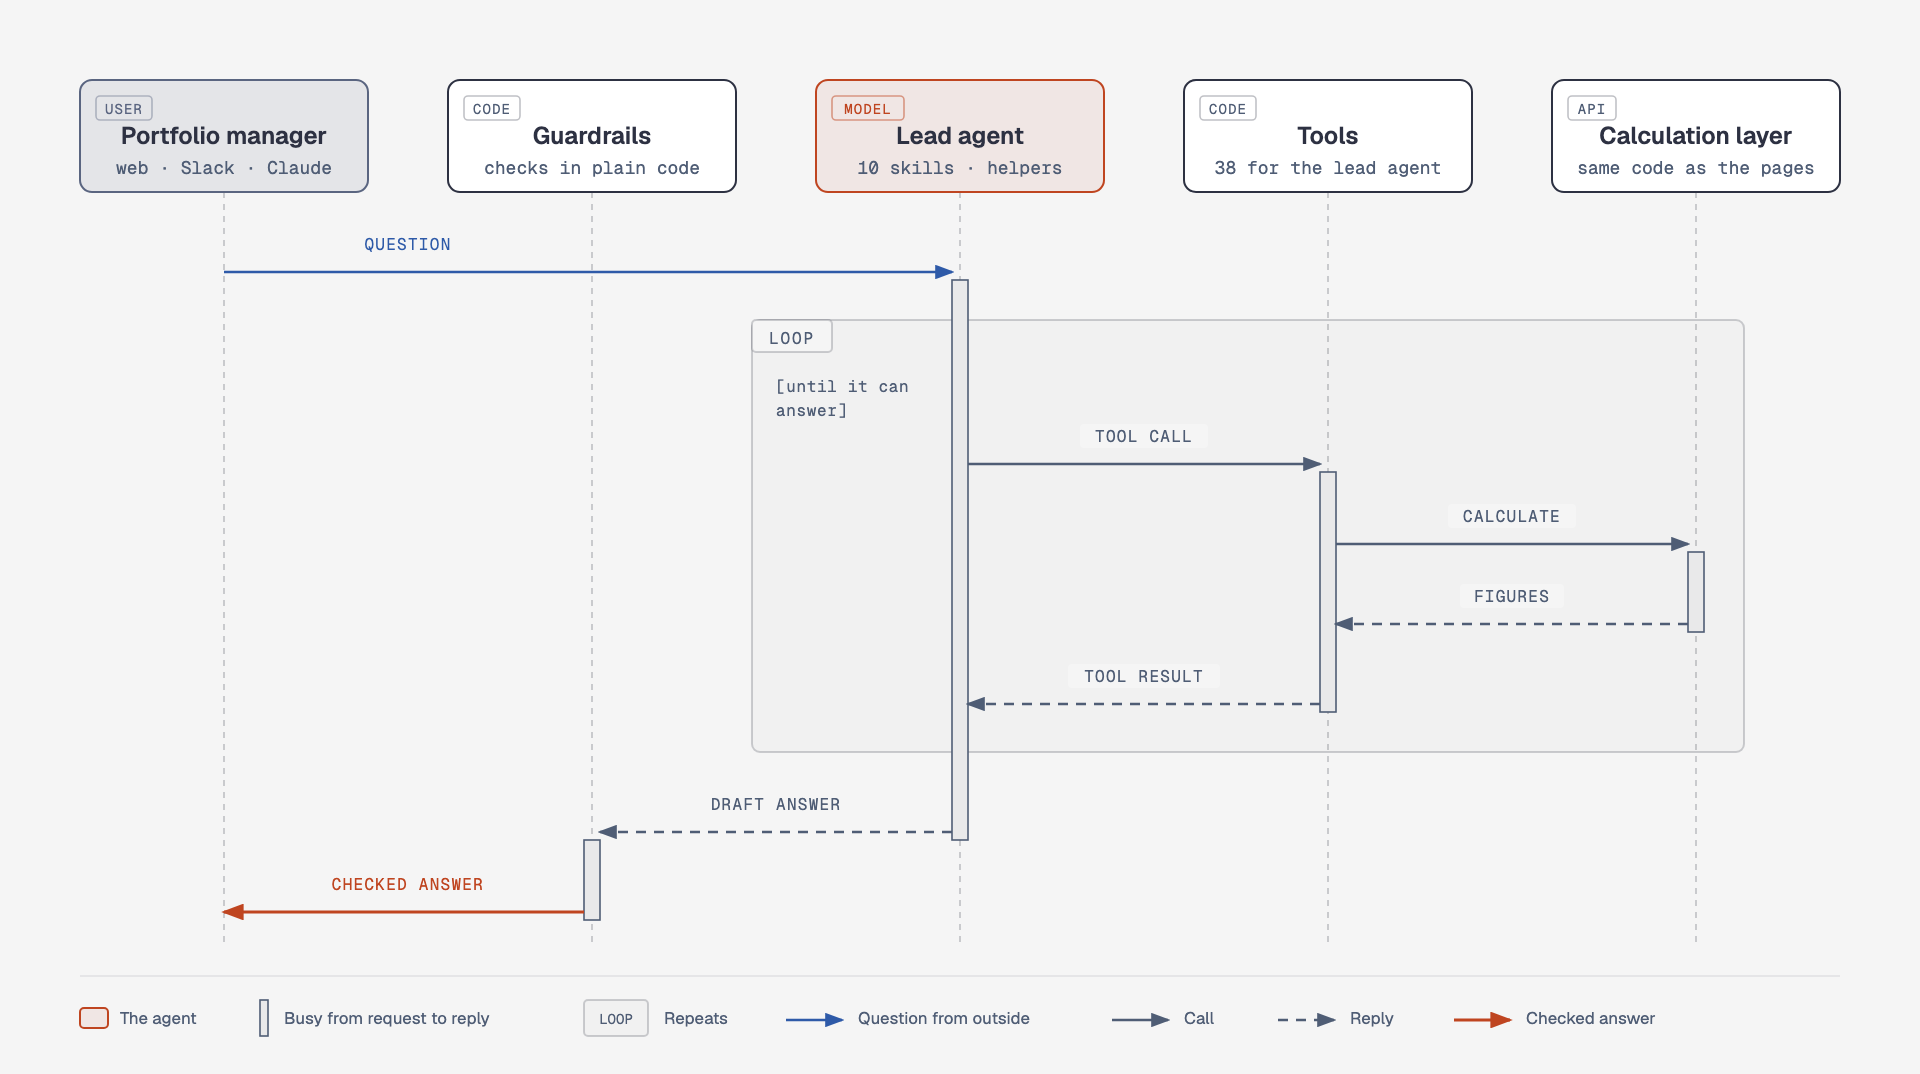 USER
Portfolio manager
web · Slack · Claude
CODE
Guardrails
checks in plain code
MODEL
Lead agent
10 skills · helpers
CODE
Tools
38 for the lead agent
API
Calculation layer
same code as the pages
QUESTION
LOOP
[until it can
answer]
TOOL CALL
CALCULATE
FIGURES
TOOL RESULT
DRAFT ANSWER
CHECKED ANSWER
The agent
Busy from request to reply
LOOP
Repeats
Question from outside
Call
Reply
Checked answer